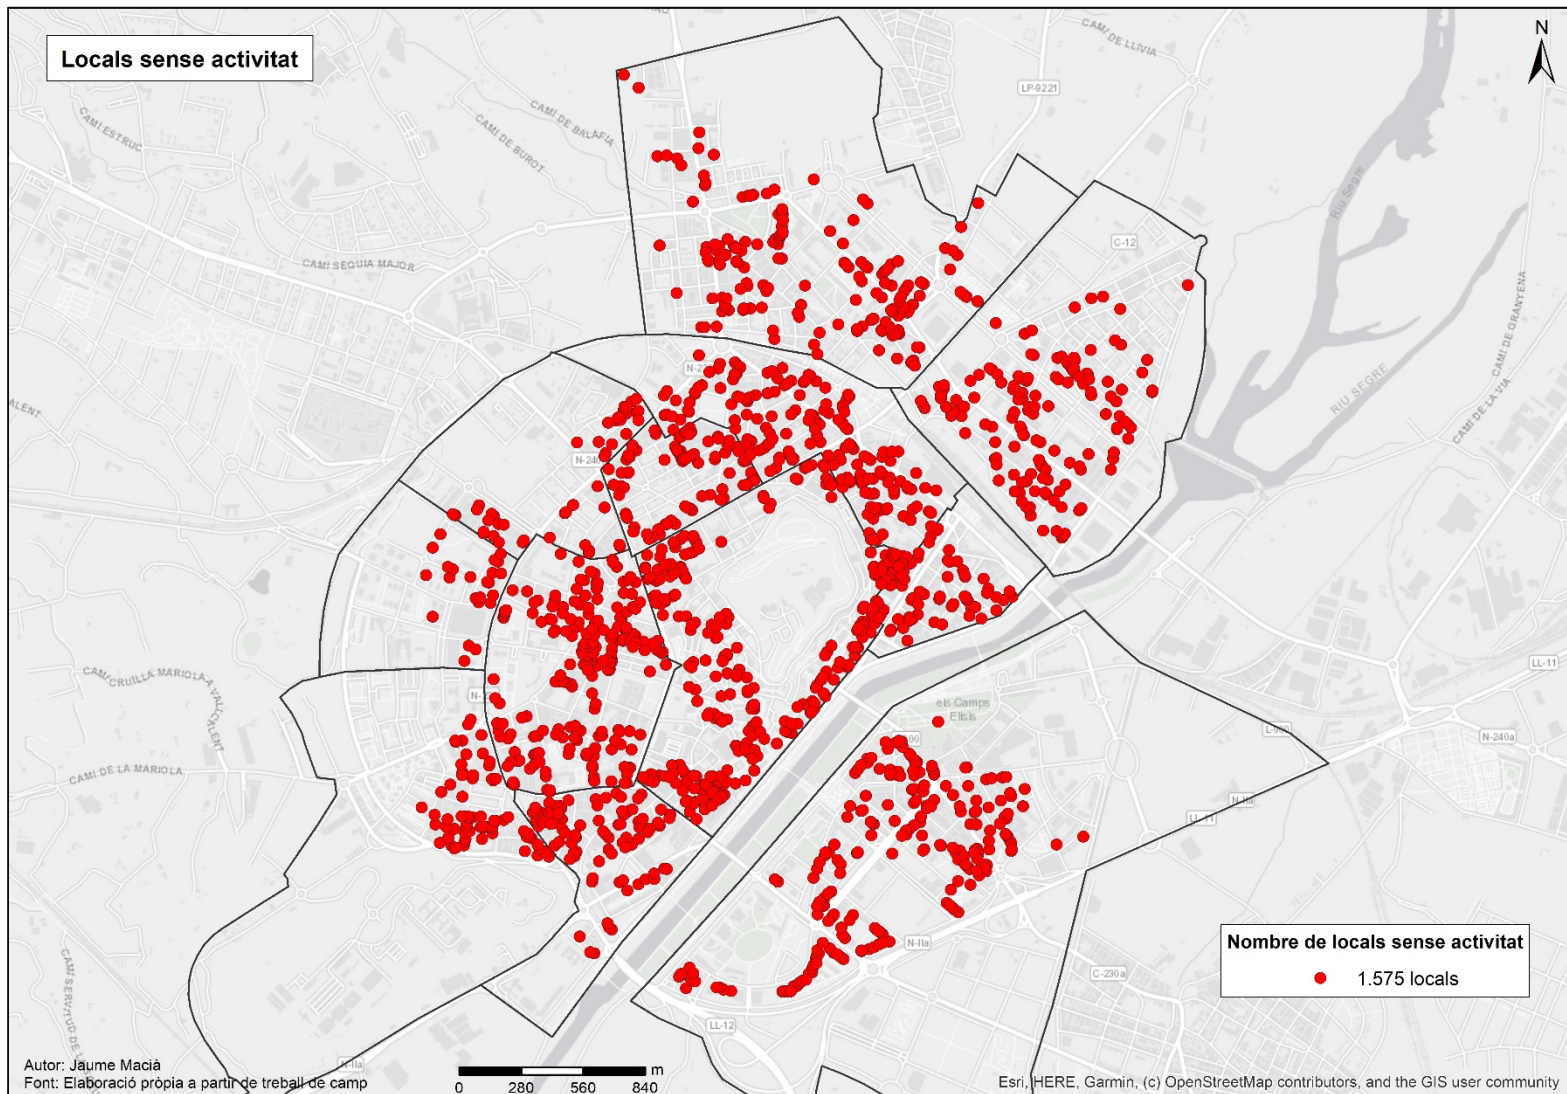 Locals sense activitat
N
CAMÍ DE LLIVIA
LP-9221
CAMÍ ESTRUC
CAMÍ DE BALAFIA
CAMÍ DE BUROT
Riu Segre
C-12
CAMÍ SEQUIA MAJOR
CAMÍ DE GRANYENA
RIU SEGRE
CAMÍ DE LA VIA
N-240
LL-11
els Camps
Elisis
N-240a
CAMÍ DE LA MARIOLA
N-IIa
LL-11
N-IIa
C-230a
LL-12
N-IIa
Nombre de locals sense activitat
1.575 locals
Autor: Jaume Macià
Font: Elaboració pròpia a partir de treball de camp
m
0 280 560 840
Esri, HERE, Garmin, (c) OpenStreetMap contributors, and the GIS user community